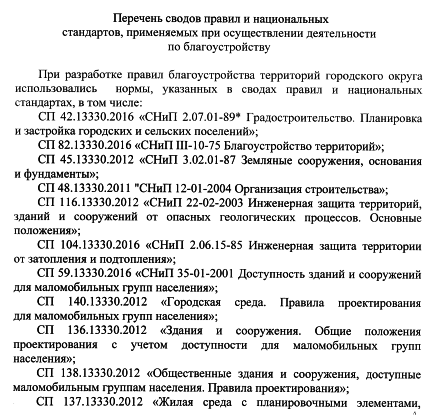 Перечень сводов правил и национальных
стандартов, применяемых при осуществлении деятельности
по благоустройству
При разработке правил благоустройства территорий городского округа
использовались нормы, указанных в сводах правил и национальных
стандартах, в том числе:
СП 42.13330.2016 «СНиП 2.07.01-89* Градостроительство. Планировка
и застройка городских и сельских поселений»;
СП 82.13330.2016 «СНиП III-10-75 Благоустройство территорий»;
СП 45.13330.2012 «СНиП 3.02.01-87 Земляные сооружения, основания
и фундаменты»;
СП 48.13330.2011 "СНиП 12-01-2004 Организация строительства»;
СП 116.13330.2012 «СНиП 22-02-2003 Инженерная защита территорий,
зданий и сооружений от опасных геологических процессов. Основные
положения»;
СП 104.13330.2016 «СНиП 2.06.15-85 Инженерная защита территории
от затопления и подтопления»;
СП 59.13330.2016 «СНиП 35-01-2001 Доступность зданий и сооружений
для маломобильных групп населения»;
СП 140.13330.2012 «Городская среда. Правила проектирования
для маломобильных групп населения»;
СП 136.13330.2012 «Здания и сооружения. Общие положения
проектирования с учетом доступности для маломобильных групп
населения»;
СП 138.13330.2012 «Общественные здания и сооружения, доступные
маломобильным группам населения. Правила проектирования»;
СП 137.13330.2012 «Жилая среда с планировочными элементами,